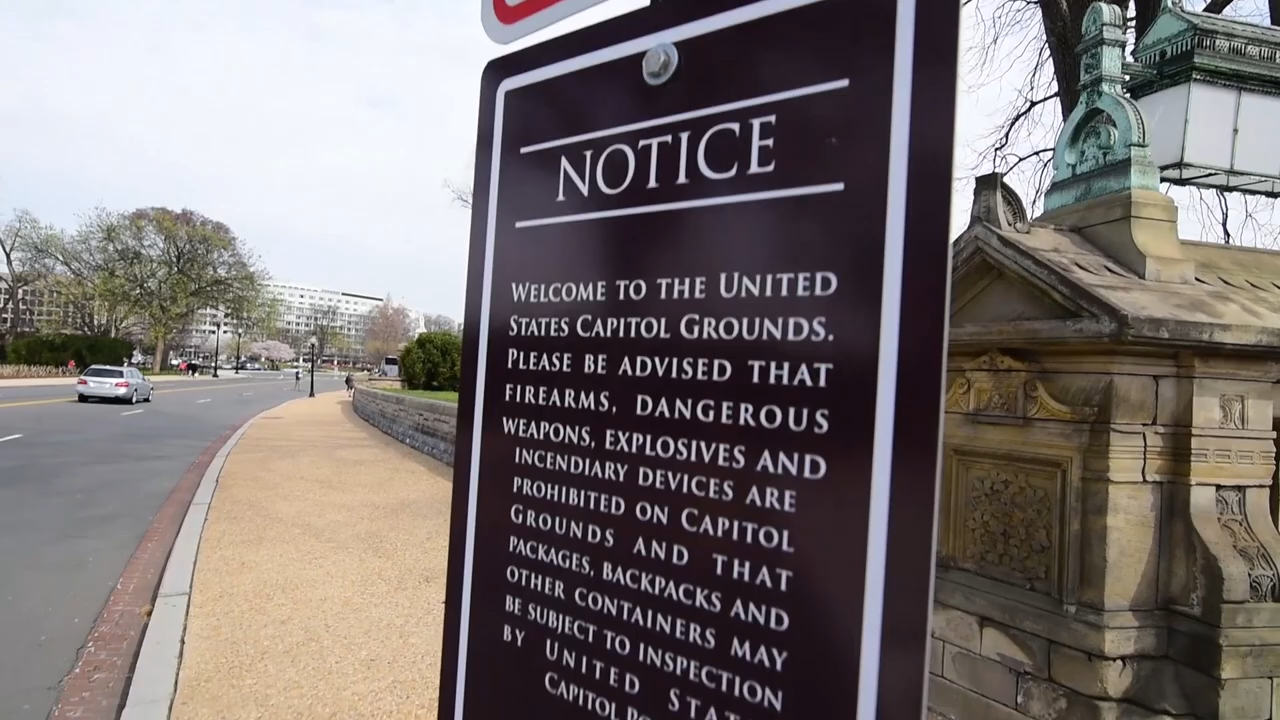 NOTICE
WELCOME TO THE UNITED
STATES CAPITOL GROUNDS.
PLEASE BE ADVISED THAT
FIREARMS, DANGEROUS
WEAPONS, EXPLOSIVES AND
INCENDIARY DEVICES ARE
PROHIBITED ON CAPITOL
GROUNDS AND THAT
PACKAGES, BACKPACKS AND
OTHER CONTAINERS MAY
BE SUBJECT TO INSPECTION
BY UNITED
CAPITOL